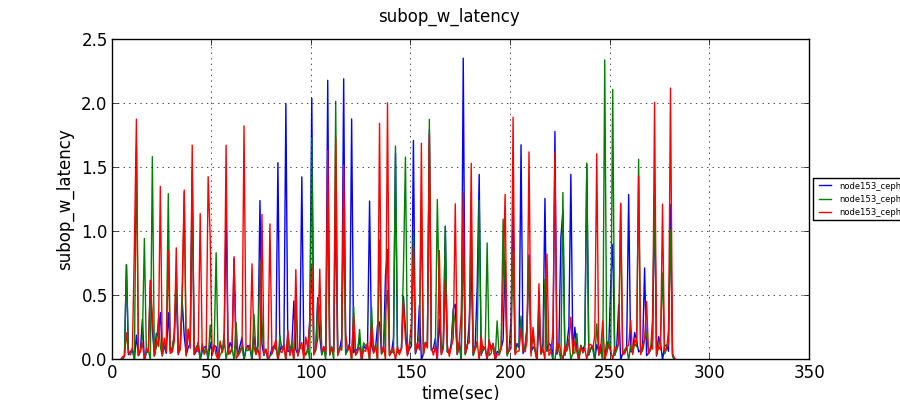 subop_w_latency
2.5
2.0
1.5
1.0
0.5
0.0
subop_w_latency
0 50 100 150 200 250 300 350
time(sec)
node153_ceph
node153_ceph
node153_ceph